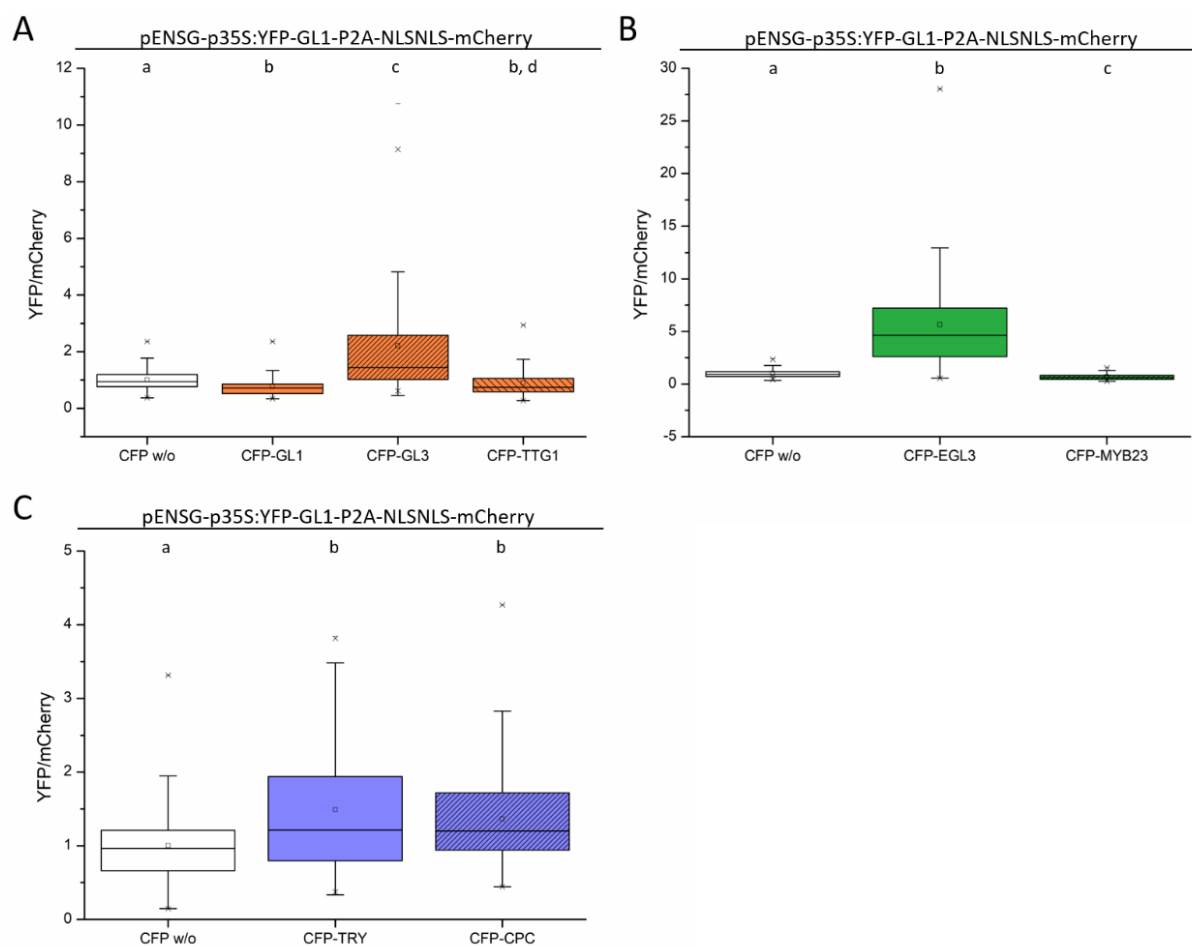 A
pENSG-p35S:YFP-GL1-P2A-NLSNLS-mCherry
a b c b, d
12
10
8
6
4
2
0
YFP/mCherry
CFP w/o CFP-GL1 CFP-GL3 CFP-TTG1
B
pENSG-p35S:YFP-GL1-P2A-NLSNLS-mCherry
a b c
30
25
20
15
10
5
0
-5
YFP/mCherry
CFP w/o CFP-EGL3 CFP-MYB23
C
pENSG-p35S:YFP-GL1-P2A-NLSNLS-mCherry
a b b
5
4
3
2
1
0
YFP/mCherry
CFP w/o CFP-TRY CFP-CPC